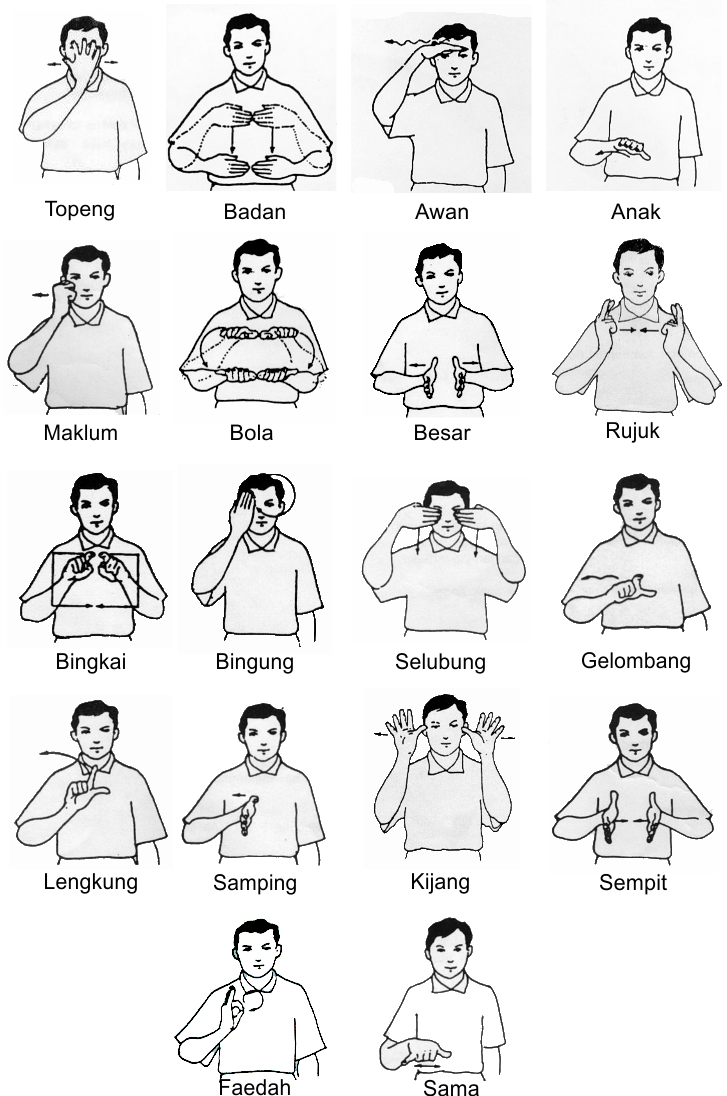 Topeng Badan Awan Anak
Maklum Bola Besar Rujuk
Bingkai Bingung Selubung Gelombang
Lengkung Samping Kijang Sempit
Faedah Sama